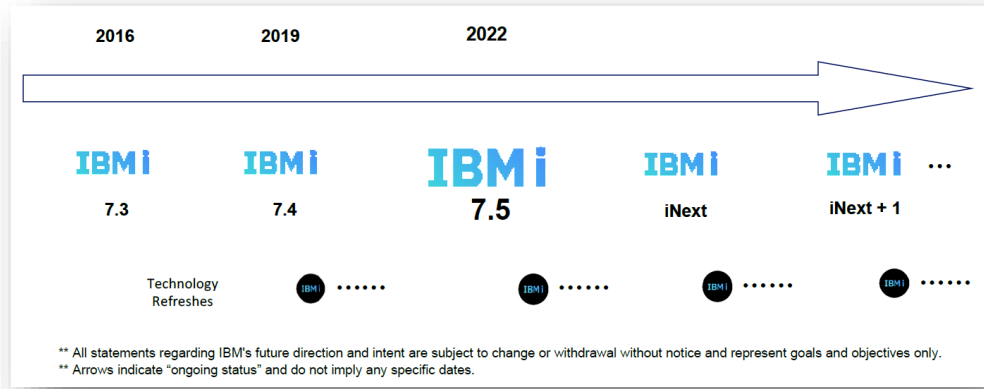 2016 2019 2022
IBM i IBM i IBM i IBM i IBM i ...
7.3 7.4 7.5 iNext iNext + 1
Technology
Refreshes
IBM i ...... IBM i ...... IBM i ...... IBM i ......
** All statements regarding IBM's future direction and intent are subject to change or withdrawal without notice and represent goals and objectives only.
** Arrows indicate “ongoing status” and do not imply any specific dates.